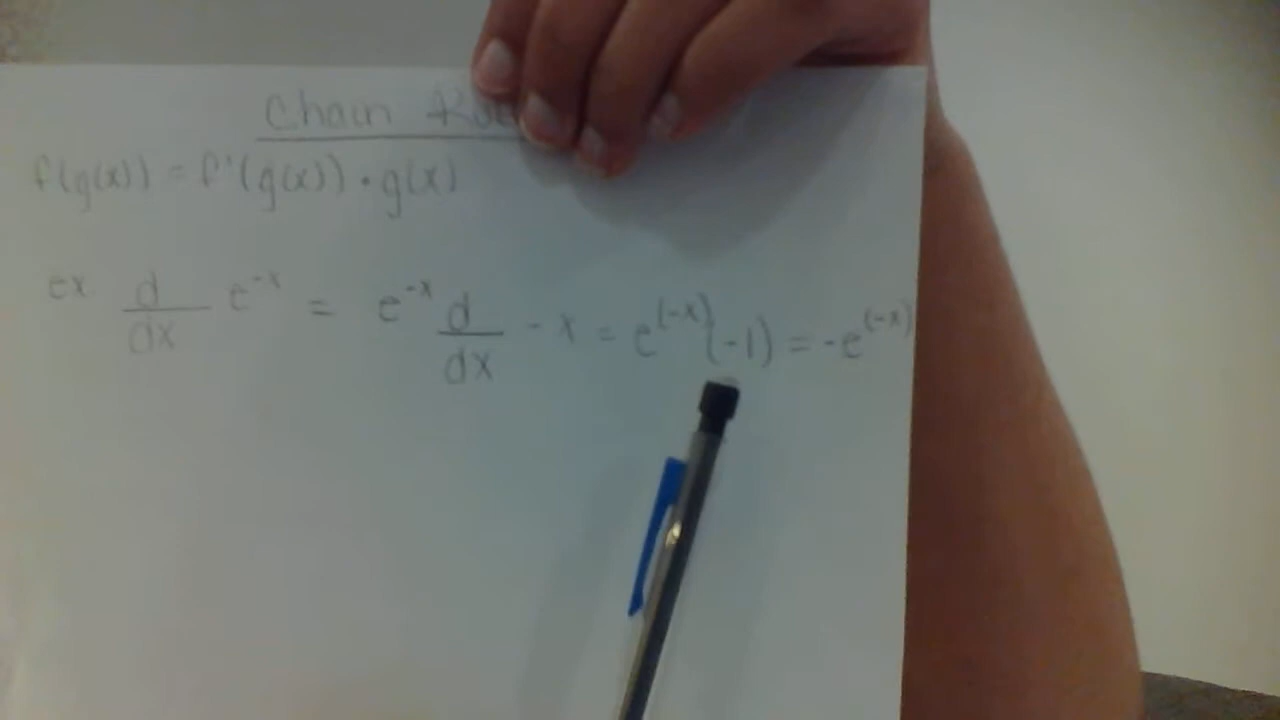 Chain
f(g(x)) = f'(g(x)) · g(x)
ex d/dx e^-x = e^-x d/dx - x = e^(-x)(-1) = -e^(-x)